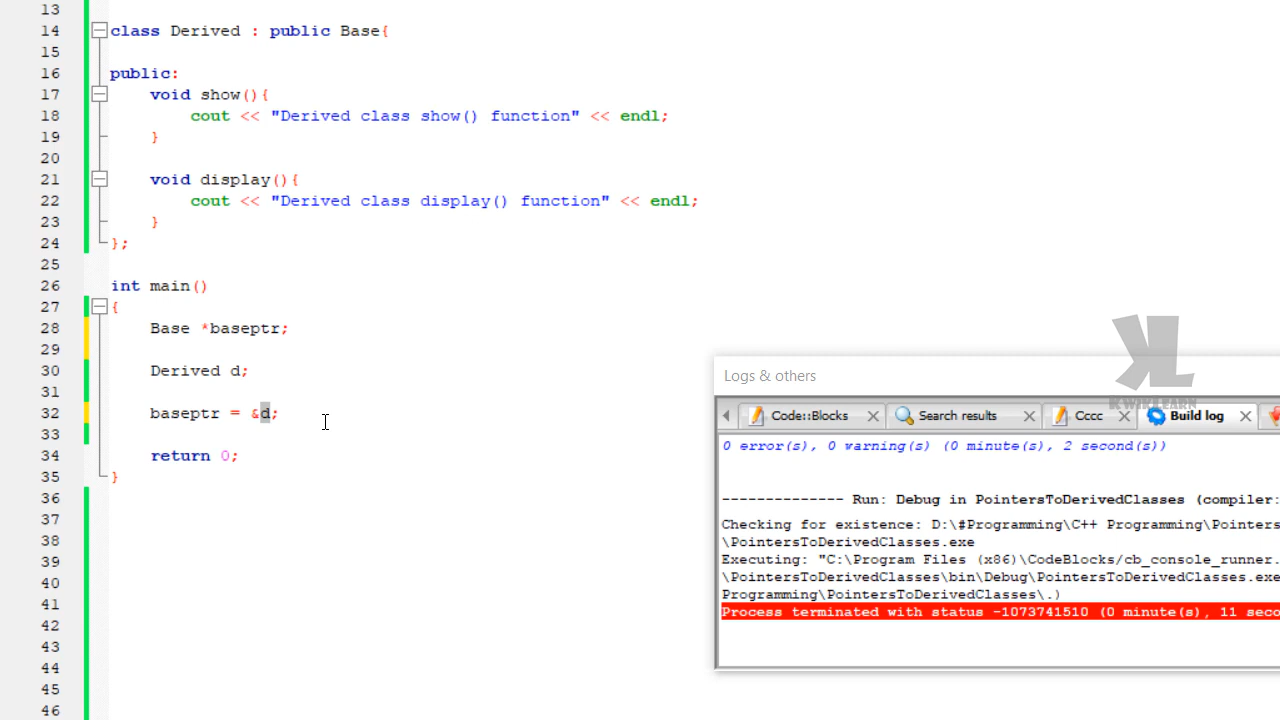 13
14 class Derived : public Base{
15
16 public:
17 void show(){
18 cout << "Derived class show() function" << endl;
19 }
20
21 void display(){
22 cout << "Derived class display() function" << endl;
23 }
24 };
25
26 int main()
27 {
28 Base *baseptr;
29
30 Derived d;
31
32 baseptr = &d;
33
34 return 0;
35 }
36
37
38
39
40
41
42
43
44
45
46
Logs & others
Code::Blocks Search results Cccc Build log
0 error(s), 0 warning(s) (0 minute(s), 2 second(s))
-------------- Run: Debug in PointersToDerivedClasses (compiler:
Checking for existence: D:\#Programming\C++ Programming\Pointers
\PointersToDerivedClasses.exe
Executing: "C:\Program Files (x86)\CodeBlocks/cb_console_runner.
\PointersToDerivedClasses\bin\Debug\PointersToDerivedClasses.exe
Programming\PointersToDerivedClasses\.)
Process terminated with status -1073741510 (0 minute(s), 11 seco
KL
KWIKLEARN